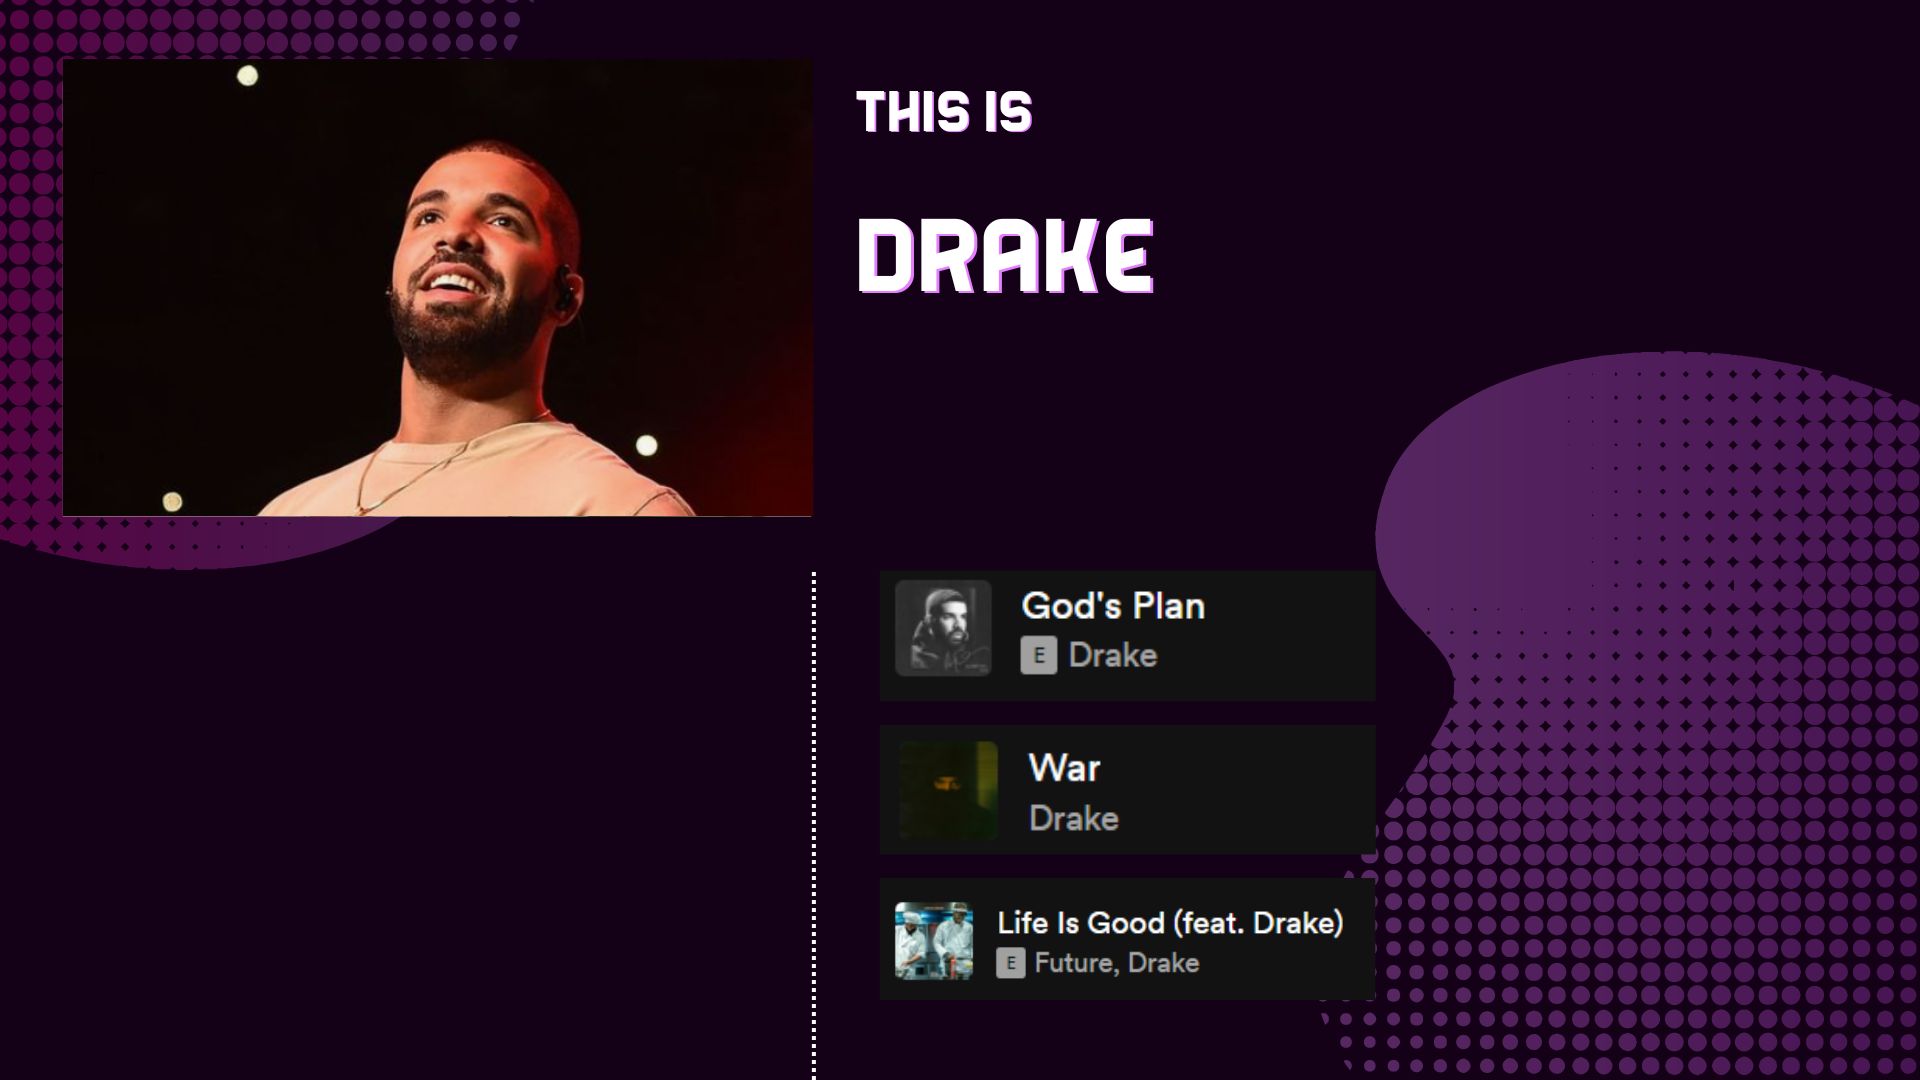 THIS IS
DRAKE
God's Plan
E Drake
War
Drake
Life Is Good (feat. Drake)
E Future, Drake